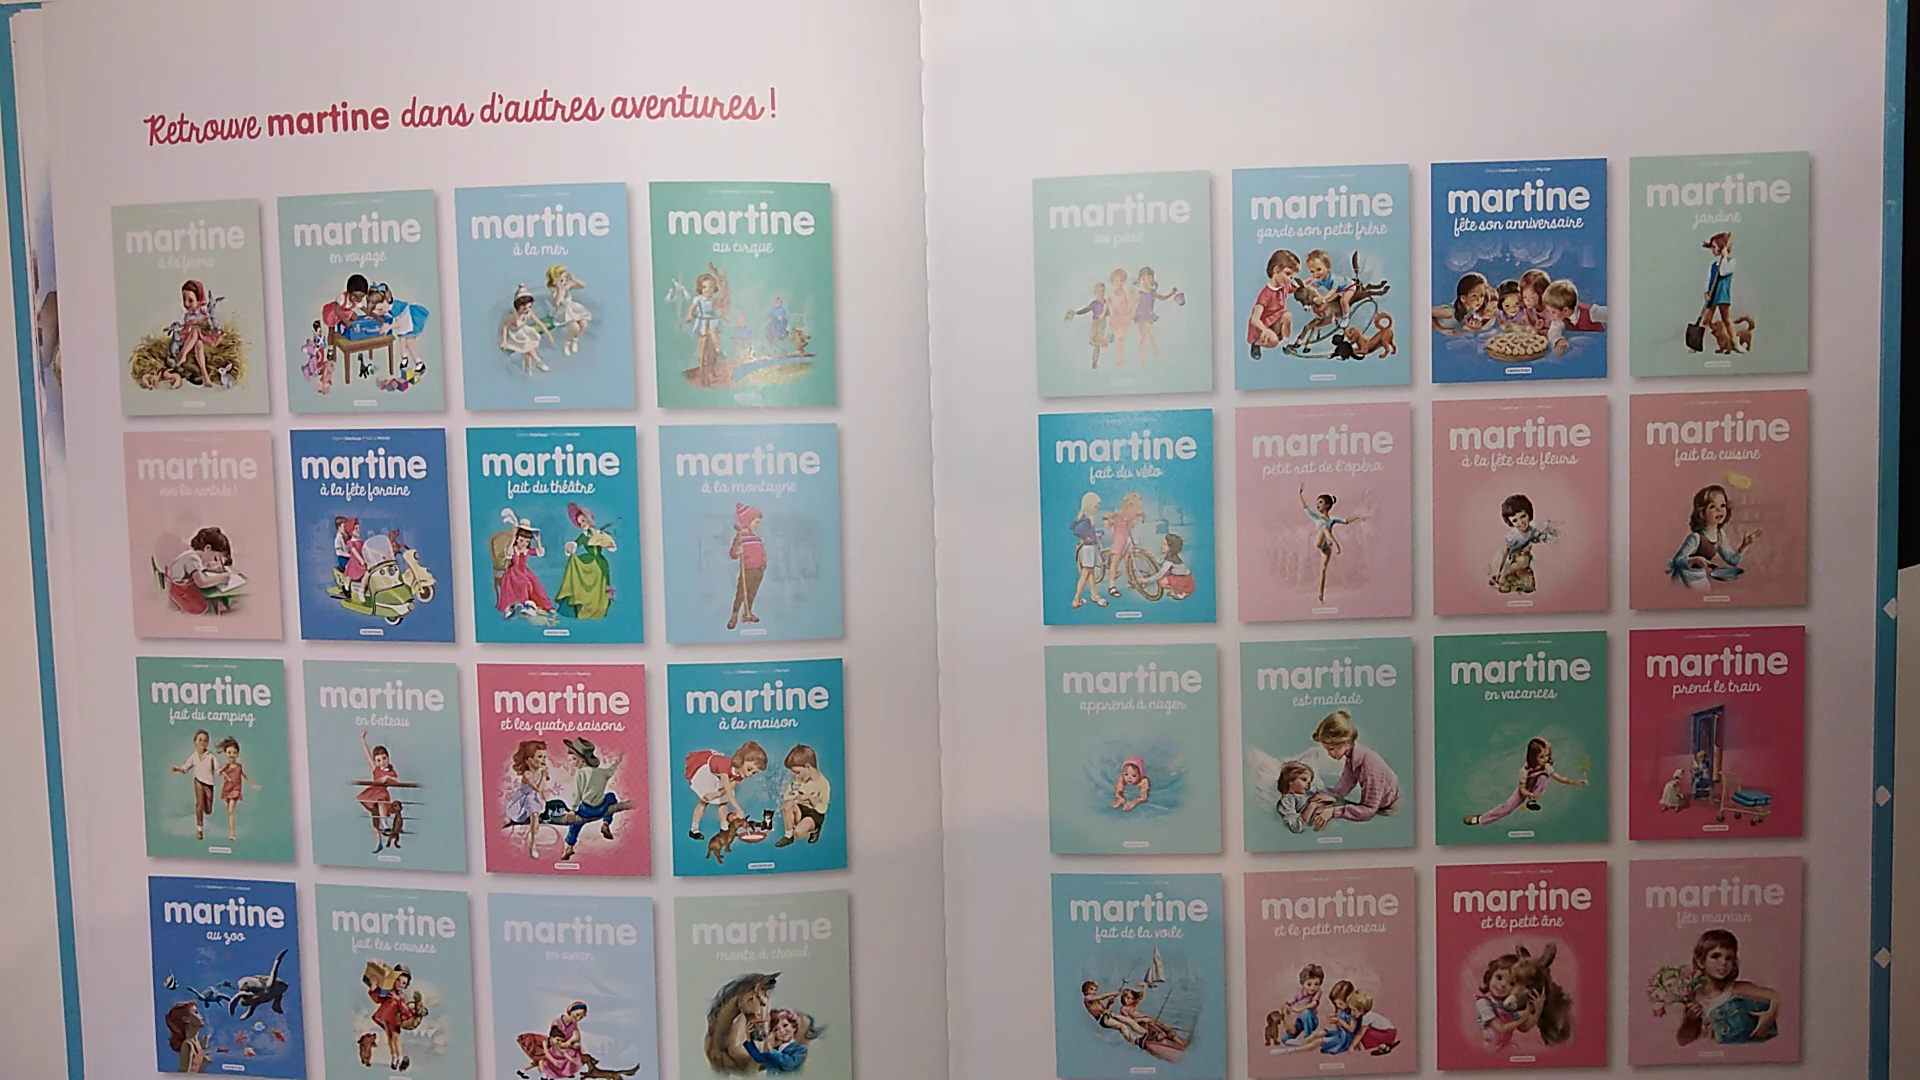 Retrouve martine dans d'autres aventures !
martine
à la ferme
martine
en voyage
martine
à la mer
martine
au cirque
martine
vive la rentrée !
martine
à la fête foraine
martine
fait du théâtre
martine
à la montagne
martine
fait du camping
martine
en bateau
martine
et les quatre saisons
martine
à la maison
martine
au zoo
martine
fait les courses
martine
en avion
martine
monte à cheval
martine
au parc
martine
garde son petit frère
martine
fête son anniversaire
martine
jardine
martine
fait du vélo
martine
petit rat de l'opéra
martine
à la fête des fleurs
martine
fait la cuisine
martine
apprend à nager
martine
est malade
martine
en vacances
martine
prend le train
martine
fait de la voile
martine
et le petit moineau
martine
et le petit âne
martine
fête maman